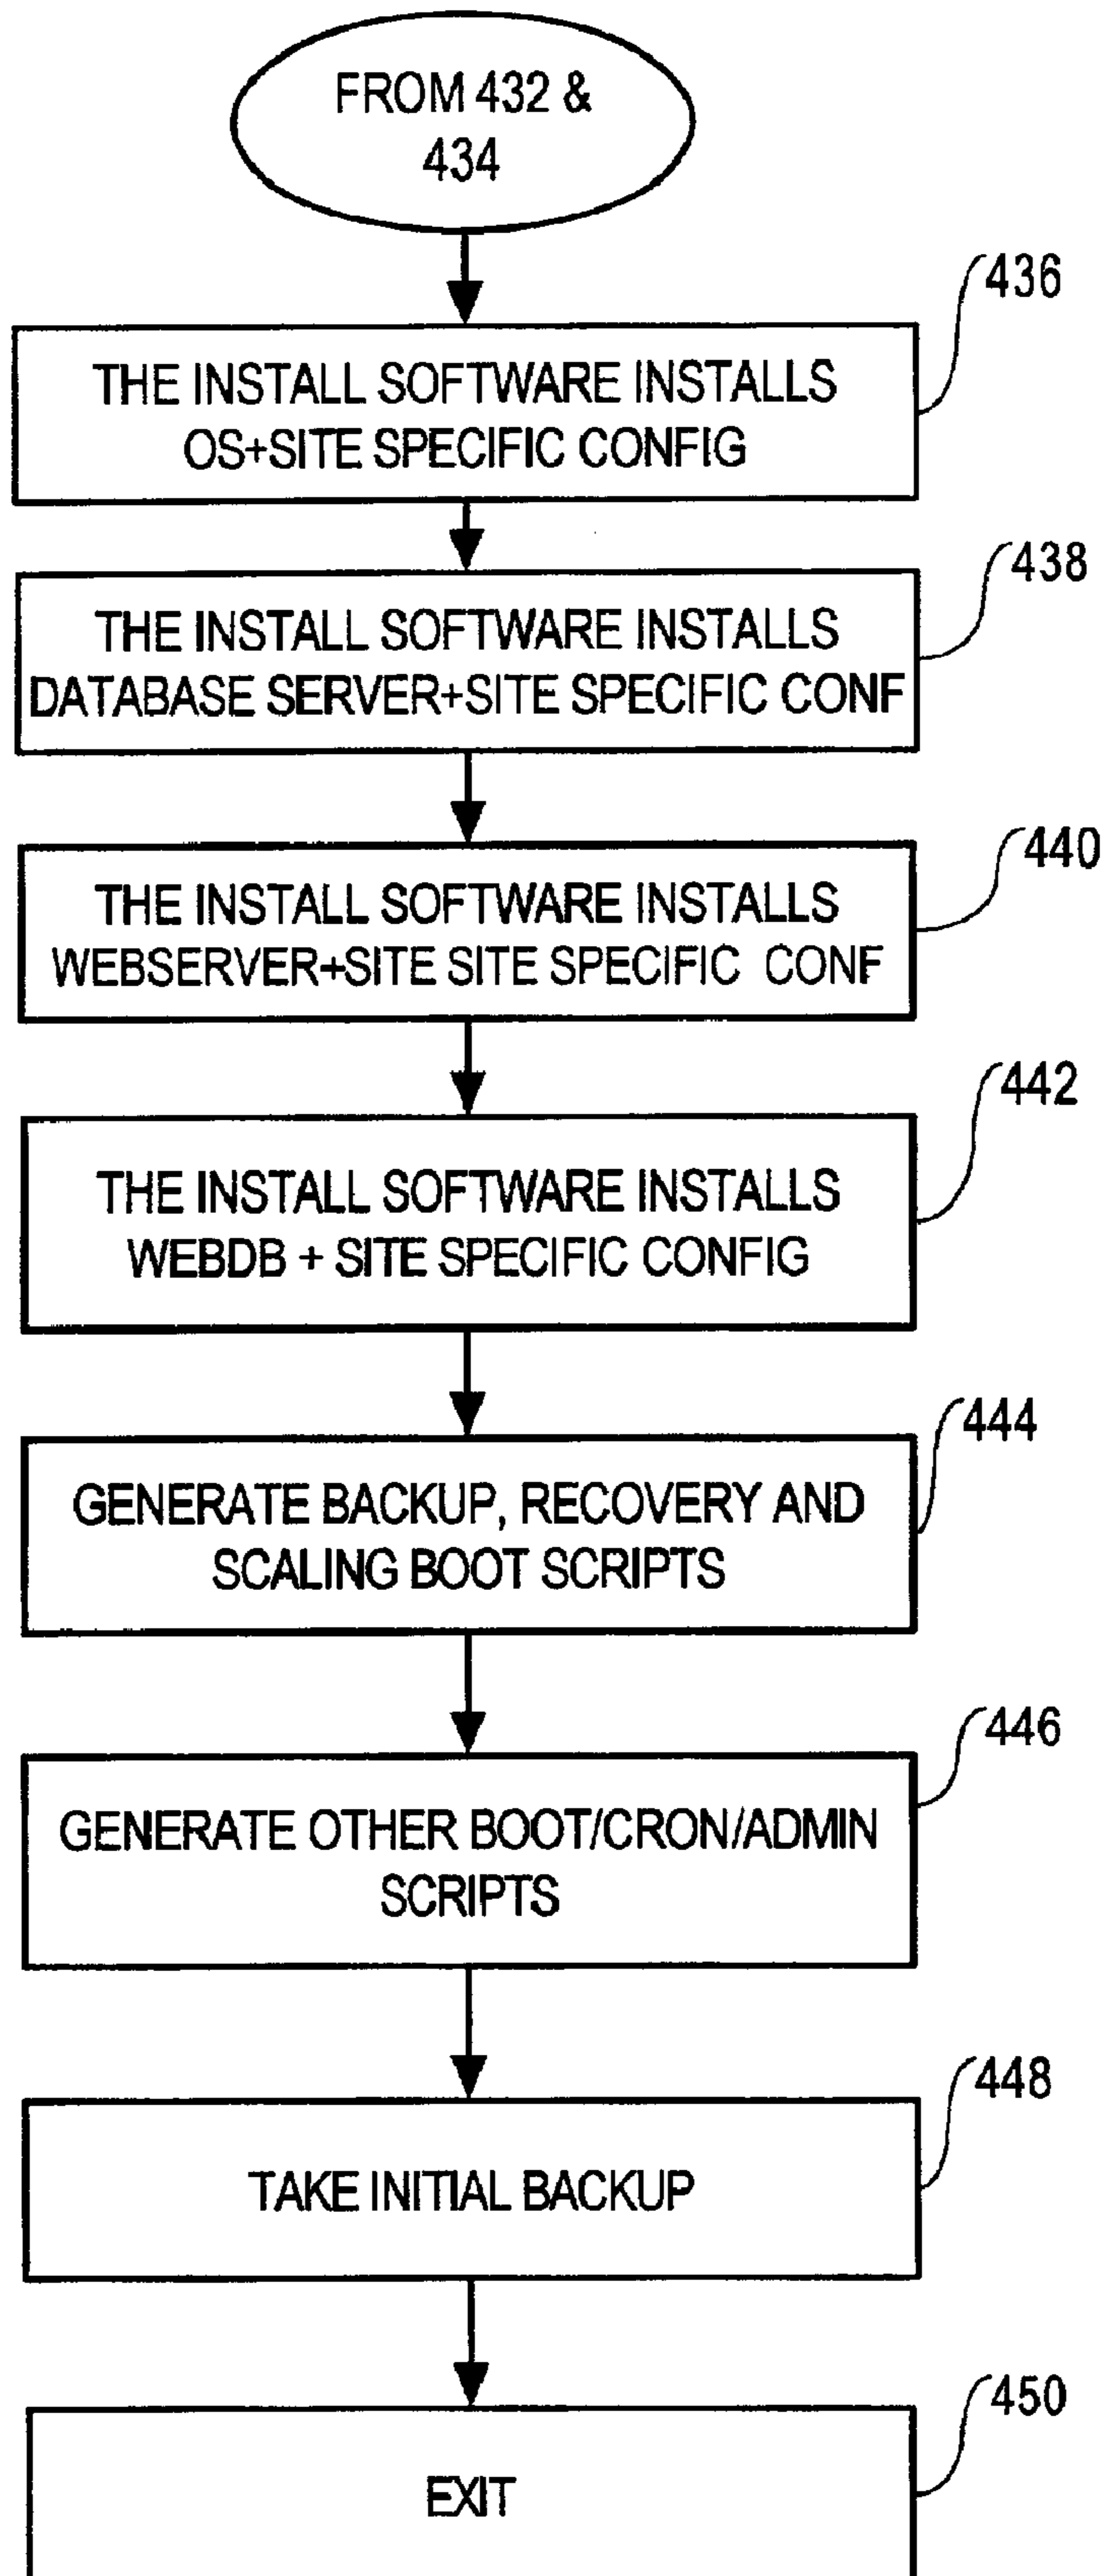 FROM 432 &
434
436
THE INSTALL SOFTWARE INSTALLS
OS+SITE SPECIFIC CONFIG
438
THE INSTALL SOFTWARE INSTALLS
DATABASE SERVER+SITE SPECIFIC CONF
440
THE INSTALL SOFTWARE INSTALLS
WEBSERVER+SITE SITE SPECIFIC CONF
442
THE INSTALL SOFTWARE INSTALLS
WEBDB + SITE SPECIFIC CONFIG
444
GENERATE BACKUP, RECOVERY AND
SCALING BOOT SCRIPTS
446
GENERATE OTHER BOOT/CRON/ADMIN
SCRIPTS
448
TAKE INITIAL BACKUP
450
EXIT